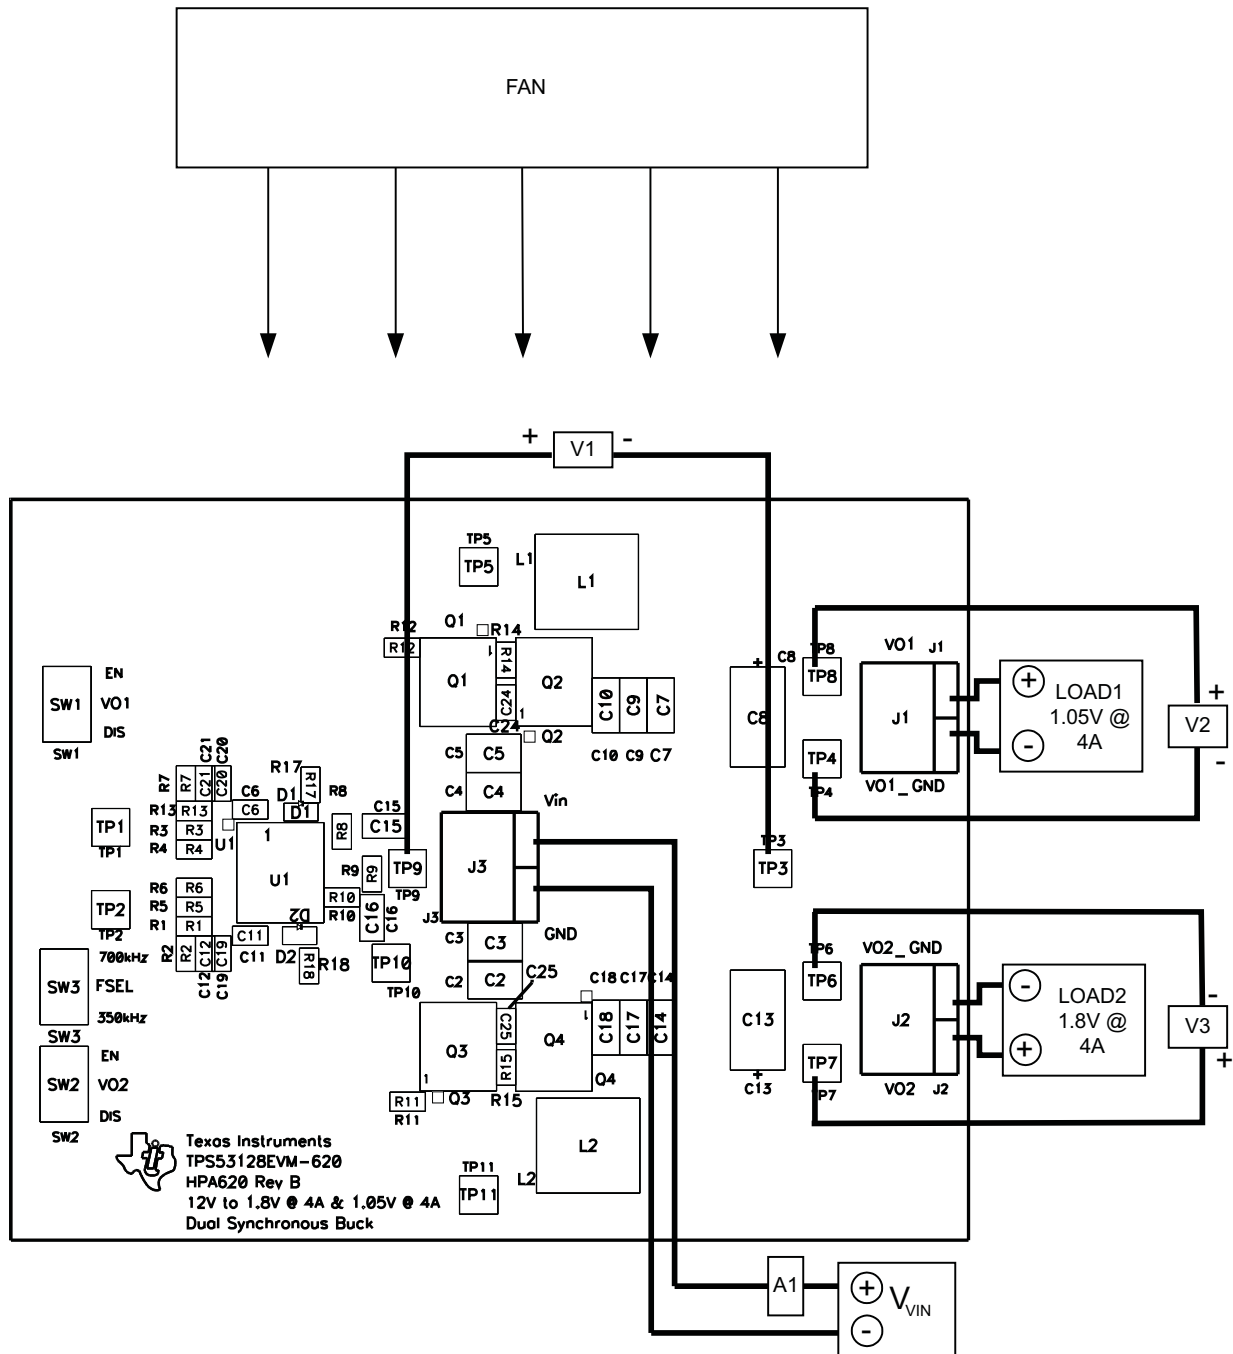 FAN
+ V1 -
TP5
TP5
L1
L1
Q1
R14
R12
R12
Q1
R14
C24
1
1
Q2
C24
Q2
C10
C9
C7
C10 C9 C7
C8
+
C8
TP8
TP8
VO1 J1
J1
TP4
TP4
VO1_GND
+
-
LOAD1
1.05V @
4A
+
V2
-
EN
SW1
VO1
DIS
SW1
C5
C5
C4
C4
Vin
C21
C20
R7
R7
C21
C20
R17
R17
R8
R8
D1
D1
C6
C6
C15
C15
R13
R13
R3
R3
R4
R4
U1
1
U1
TP1
TP1
R9
R9
TP9
TP9
J3
J3
TP3
TP3
R6
R6
R5
R5
R1
R1
R10
R10
D2
D2
C16
C16
TP2
TP2
R2
R2
C12
C19
C12
C19
C11
C11
R18
R18
TP10
TP10
C3
C3
GND
C2
C2
C25
C25
700kHz
SW3
FSEL
350kHz
SW3
EN
SW2
VO2
DIS
SW2
C18 C17 C14
C18
C17
C14
Q3
1
Q3
R15
R15
1
Q4
Q4
R11
R11
C13
+
C13
TP6
TP6
VO2_GND
J2
TP7
TP7
VO2 J2
-
+
LOAD2
1.8V @
4A
-
V3
+
L2
L2
TP11
TP11
Texas Instruments
TPS53128EVM-620
HPA620 Rev B
12V to 1.8V @ 4A & 1.05V @ 4A
Dual Synchronous Buck
A1
+
-
VVIN